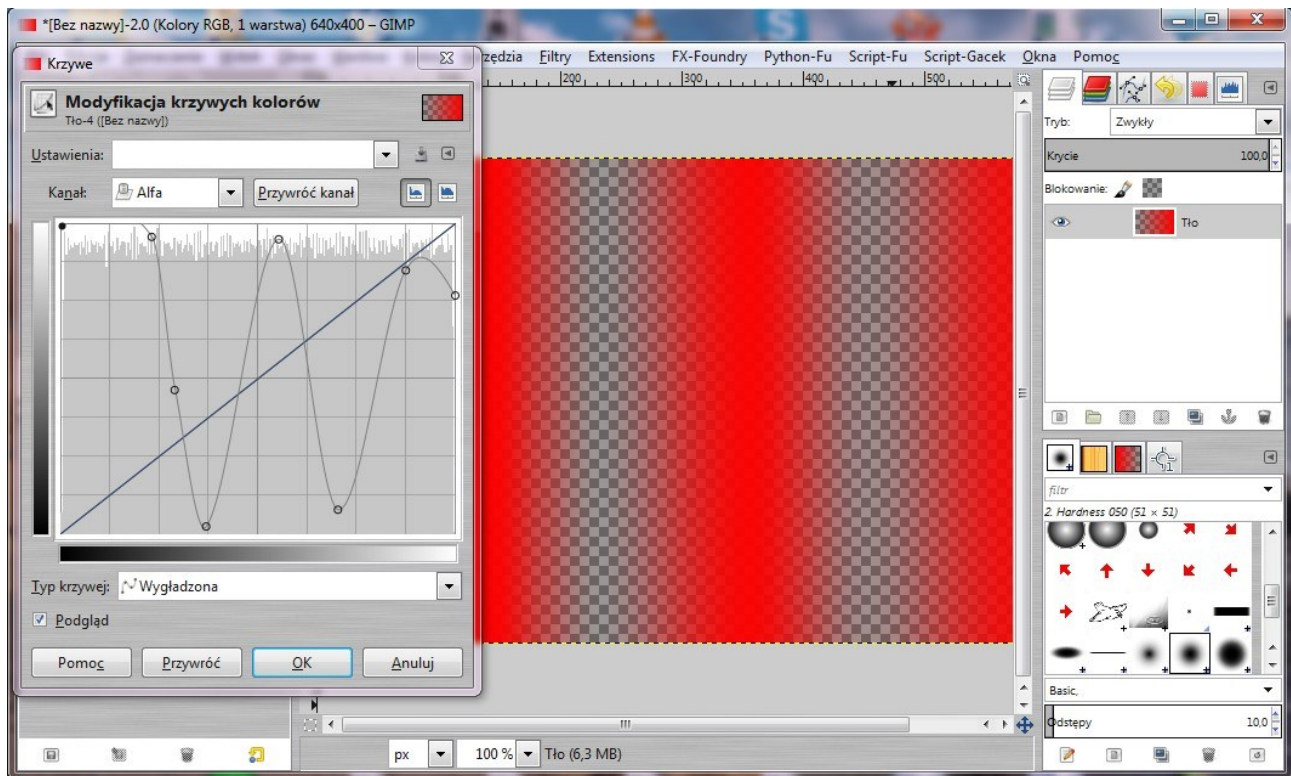 *[Bez nazwy]-2.0 (Kolory RGB, 1 warstwa) 640x400 – GIMP
Krzywe
Filtry Extensions FX-Foundry Python-Fu Script-Fu Script-Gacek Okna Pomoc
200 300 400 500
Modyfikacja krzywych kolorów
Tło-4 ([Bez nazwy])
Ustawienia:
Kanał: Alfa Przywróć kanał
Typ krzywej: Wygładzona
Podgląd
Pomoc Przywróć OK Anuluj
px 100 % Tło (6,3 MB)
Tryb: Zwykły
Krycie 100,0
Blokowanie:
Tło
1
filtr
2. Hardness 050 (51 × 51)
Basic,
Odstępy 10,0